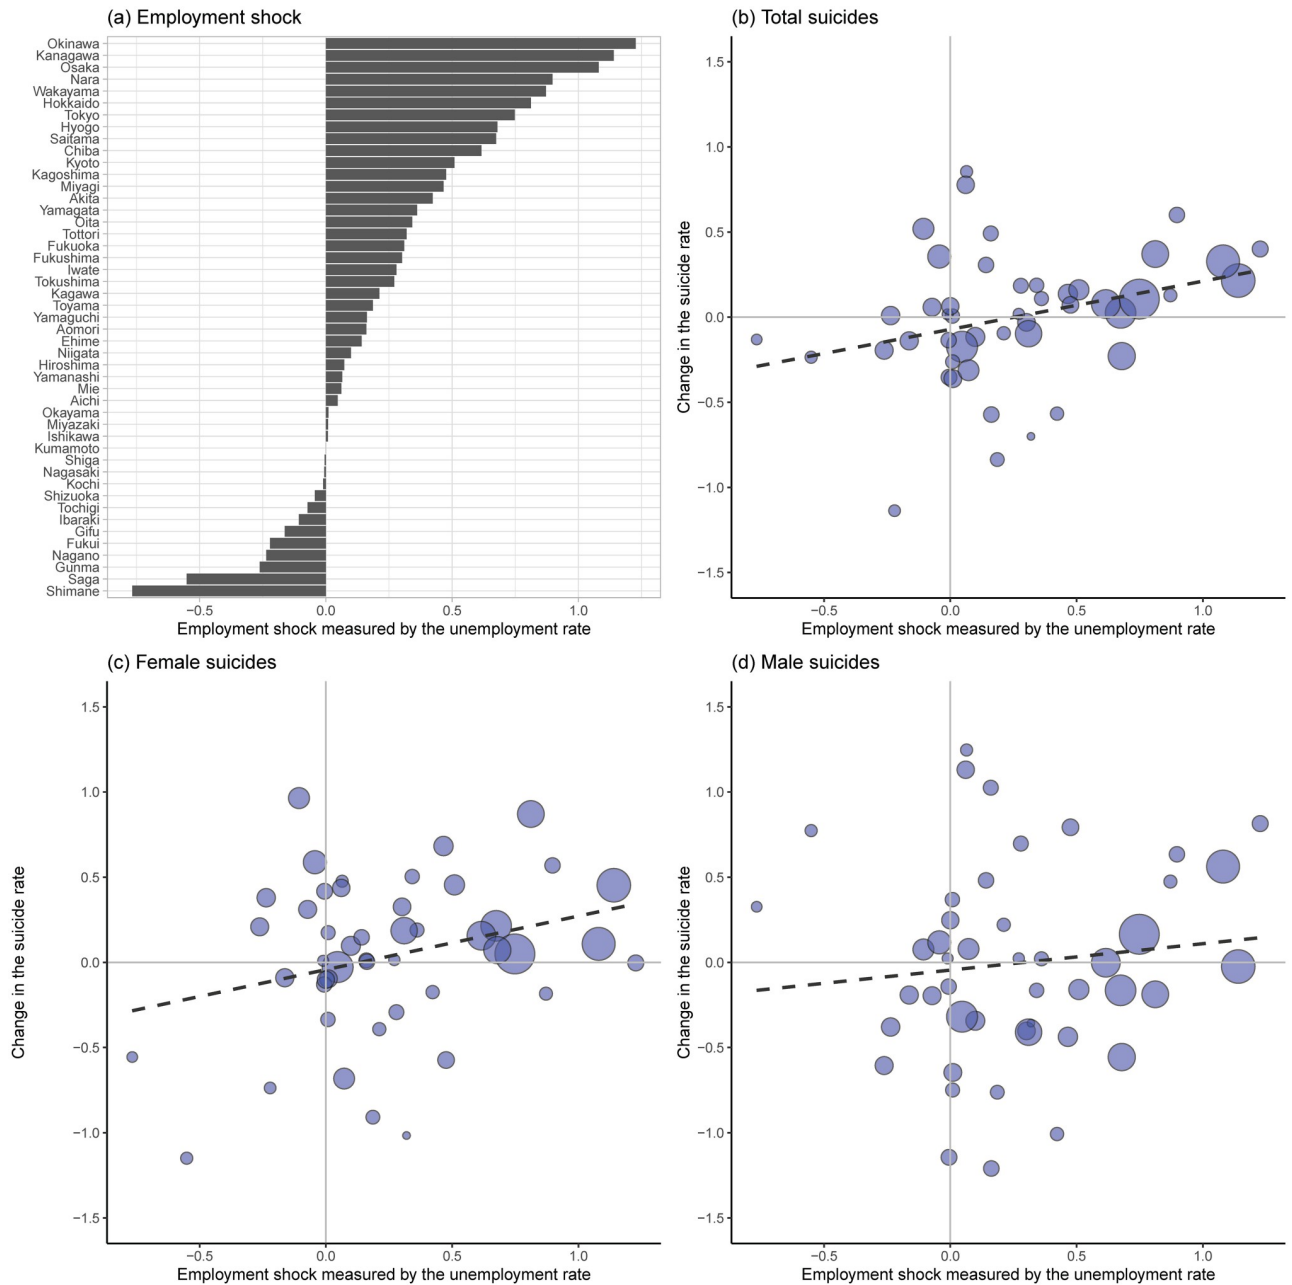 (a) Employment shock
Okinawa
Kanagawa
Osaka
Nara
Wakayama
Hokkaido
Tokyo
Hyogo
Saitama
Chiba
Kyoto
Kagoshima
Miyagi
Akita
Yamagata
Oita
Tottori
Fukuoka
Fukushima
Iwate
Tokushima
Kagawa
Toyama
Yamaguchi
Aomori
Ehime
Niigata
Hiroshima
Yamanashi
Mie
Aichi
Okayama
Miyazaki
Ishikawa
Kumamoto
Shiga
Nagasaki
Kochi
Shizuoka
Tochigi
Ibaraki
Gifu
Fukui
Nagano
Gunma
Saga
Shimane
−0.5 0.0 0.5 1.0
Employment shock measured by the unemployment rate
(b) Total suicides
Change in the suicide rate
1.5
1.0
0.5
0.0
−0.5
−1.0
−1.5
−0.5 0.0 0.5 1.0
Employment shock measured by the unemployment rate
(c) Female suicides
Change in the suicide rate
1.5
1.0
0.5
0.0
−0.5
−1.0
−1.5
−0.5 0.0 0.5 1.0
Employment shock measured by the unemployment rate
(d) Male suicides
Change in the suicide rate
1.5
1.0
0.5
0.0
−0.5
−1.0
−1.5
−0.5 0.0 0.5 1.0
Employment shock measured by the unemployment rate